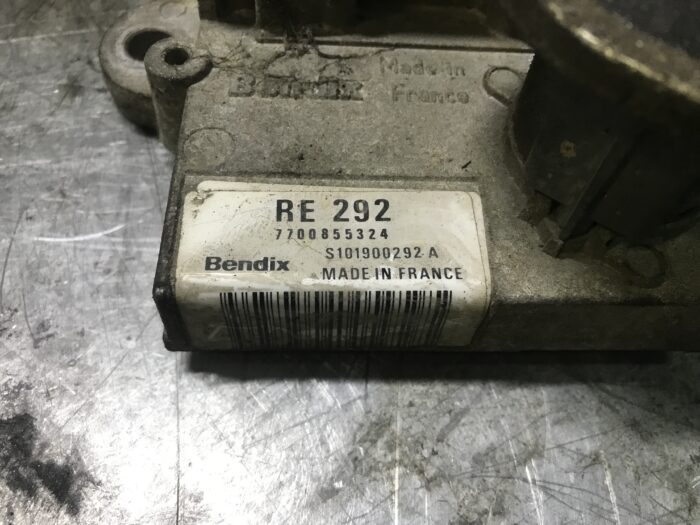 Bendix
Made in
France
RE 292
7700855324
S101900292 A
Bendix
MADE IN FRANCE